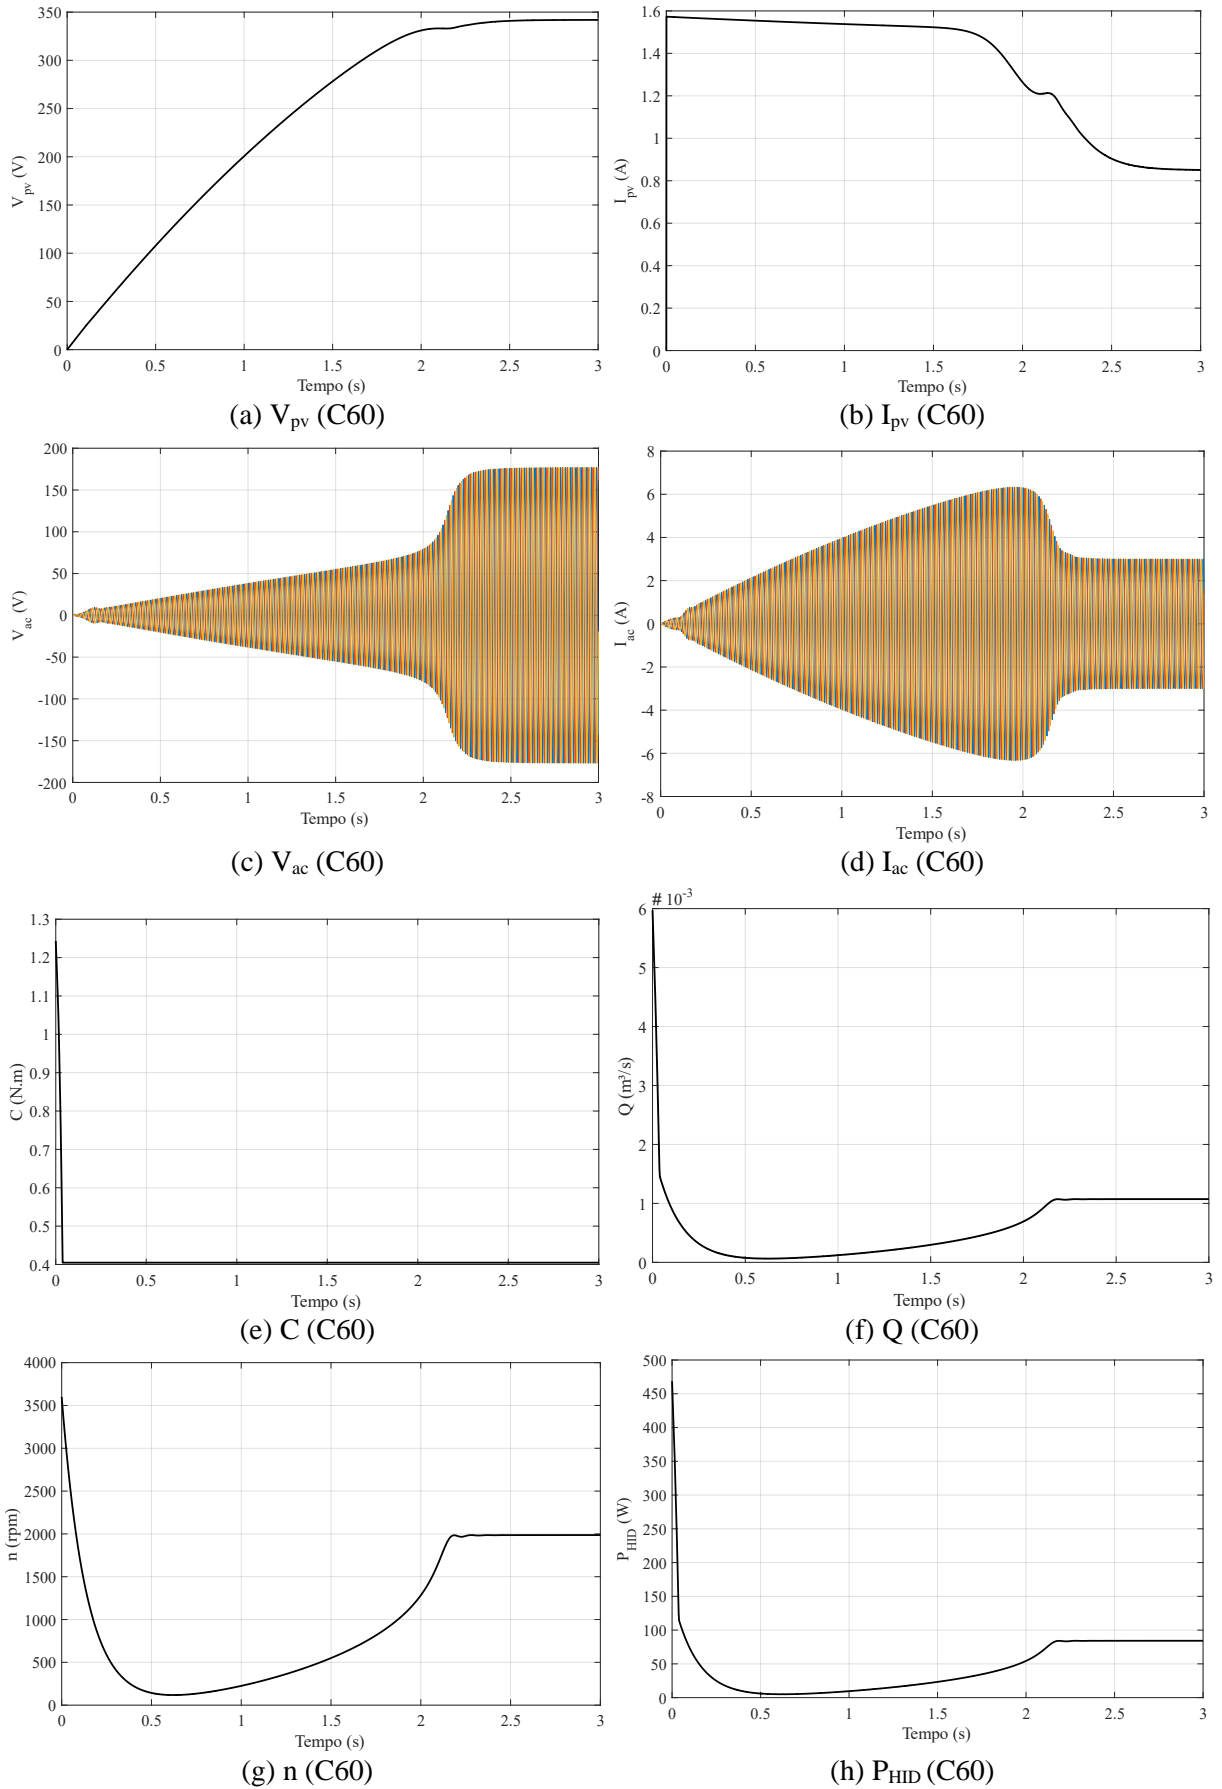 350
300
250
200
150
100
50
0
V_pv (V)
0 0.5 1 1.5 2 2.5 3
Tempo (s)
(a) V_pv (C60)
1.6
1.4
1.2
1
0.8
0.6
0.4
0.2
0
I_pv (A)
0 0.5 1 1.5 2 2.5 3
Tempo (s)
(b) I_pv (C60)
200
150
100
50
0
-50
-100
-150
-200
V_ac (V)
0 0.5 1 1.5 2 2.5 3
Tempo (s)
(c) V_ac (C60)
8
6
4
2
0
-2
-4
-6
-8
I_ac (A)
0 0.5 1 1.5 2 2.5 3
Tempo (s)
(d) I_ac (C60)
1.3
1.2
1.1
1
0.9
0.8
0.7
0.6
0.5
0.4
C (N.m)
0 0.5 1 1.5 2 2.5 3
Tempo (s)
(e) C (C60)
# 10^-3
6
5
4
3
2
1
0
Q (m³/s)
0 0.5 1 1.5 2 2.5 3
Tempo (s)
(f) Q (C60)
4000
3500
3000
2500
2000
1500
1000
500
0
n (rpm)
0 0.5 1 1.5 2 2.5 3
Tempo (s)
(g) n (C60)
500
450
400
350
300
250
200
150
100
50
0
P_HID (W)
0 0.5 1 1.5 2 2.5 3
Tempo (s)
(h) P_HID (C60)